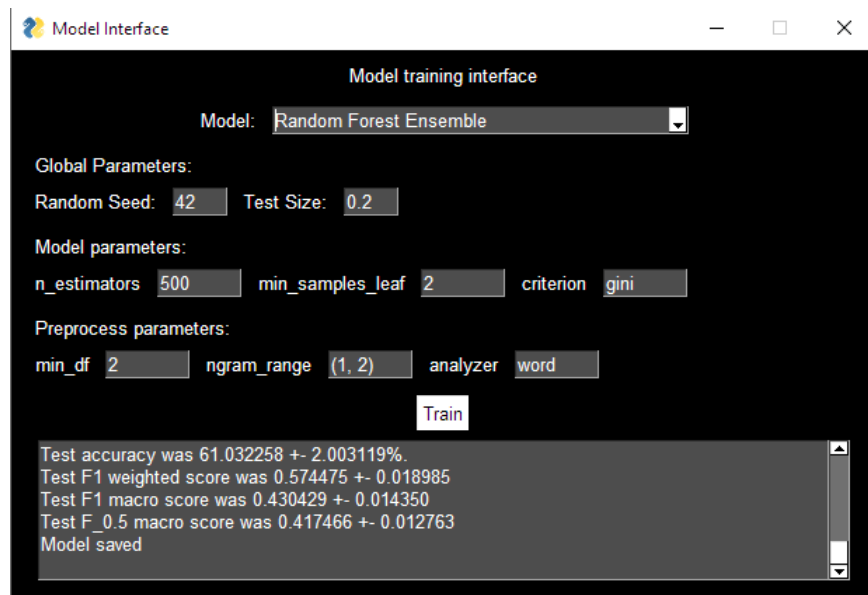 Model Interface
Model training interface
Model: Random Forest Ensemble
Global Parameters:
Random Seed: 42 Test Size: 0.2
Model parameters:
n_estimators 500 min_samples_leaf 2 criterion gini
Preprocess parameters:
min_df 2 ngram_range (1, 2) analyzer word
Train
Test accuracy was 61.032258 +- 2.003119%.
Test F1 weighted score was 0.574475 +- 0.018985
Test F1 macro score was 0.430429 +- 0.014350
Test F_0.5 macro score was 0.417466 +- 0.012763
Model saved